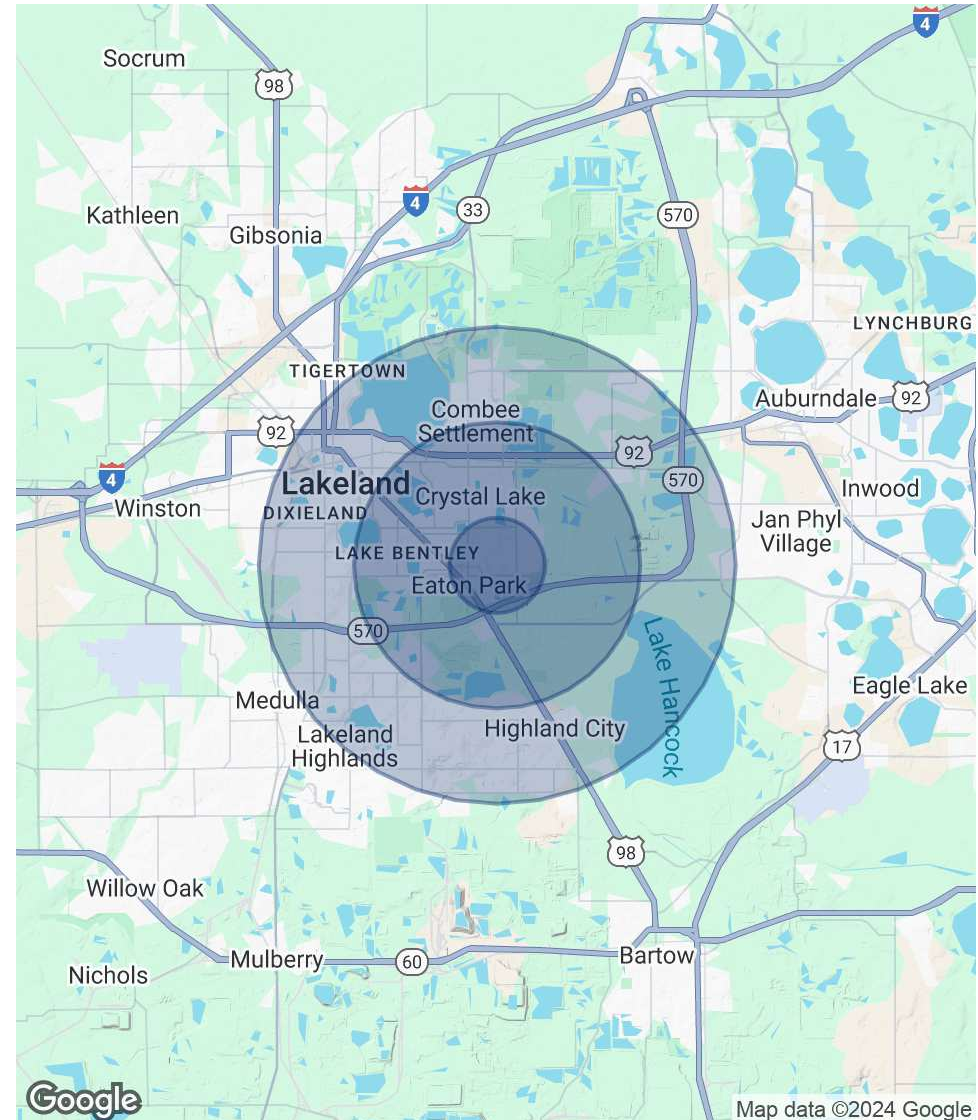 4
Socrum
98
Kathleen
4
33
570
Gibsonia
LYNCHBURG
TIGERTOWN
Combee
Settlement
Auburndale
92
92
92
Lakeland
Crystal Lake
570
4
Inwood
Winston
DIXIELAND
Jan Phyl
Village
LAKE BENTLEY
Eaton Park
570
Lake Hancock
Eagle Lake
Medulla
Highland City
Lakeland
Highlands
17
98
Willow Oak
Mulberry
60
Bartow
Nichols
Google
Map data ©2024 Google